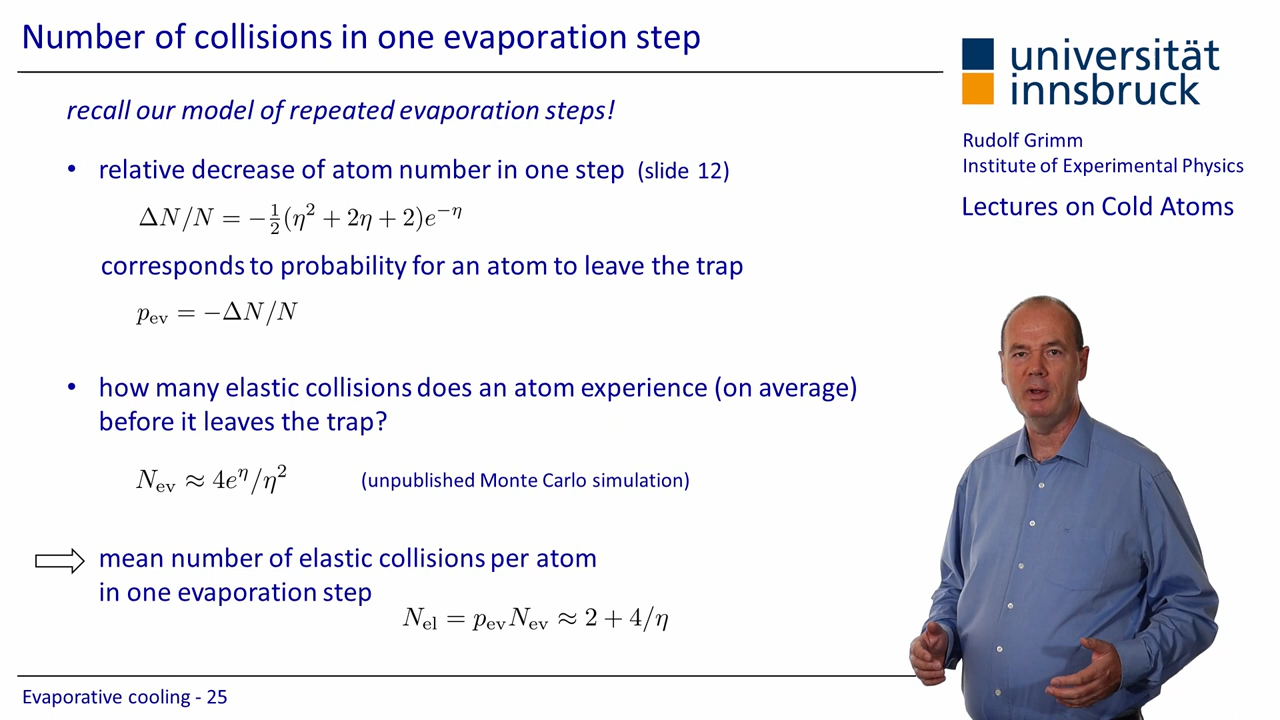 Number of collisions in one evaporation step
universität
innsbruck
recall our model of repeated evaporation steps!
Rudolf Grimm
Institute of Experimental Physics
Lectures on Cold Atoms
• relative decrease of atom number in one step (slide 12)
ΔN/N = −½(η² + 2η + 2)e^{−η}
corresponds to probability for an atom to leave the trap
p_ev = −ΔN/N
• how many elastic collisions does an atom experience (on average)
before it leaves the trap?
N_ev ≈ 4e^η/η² (unpublished Monte Carlo simulation)
mean number of elastic collisions per atom
in one evaporation step
N_el = p_ev N_ev ≈ 2 + 4/η
Evaporative cooling - 25